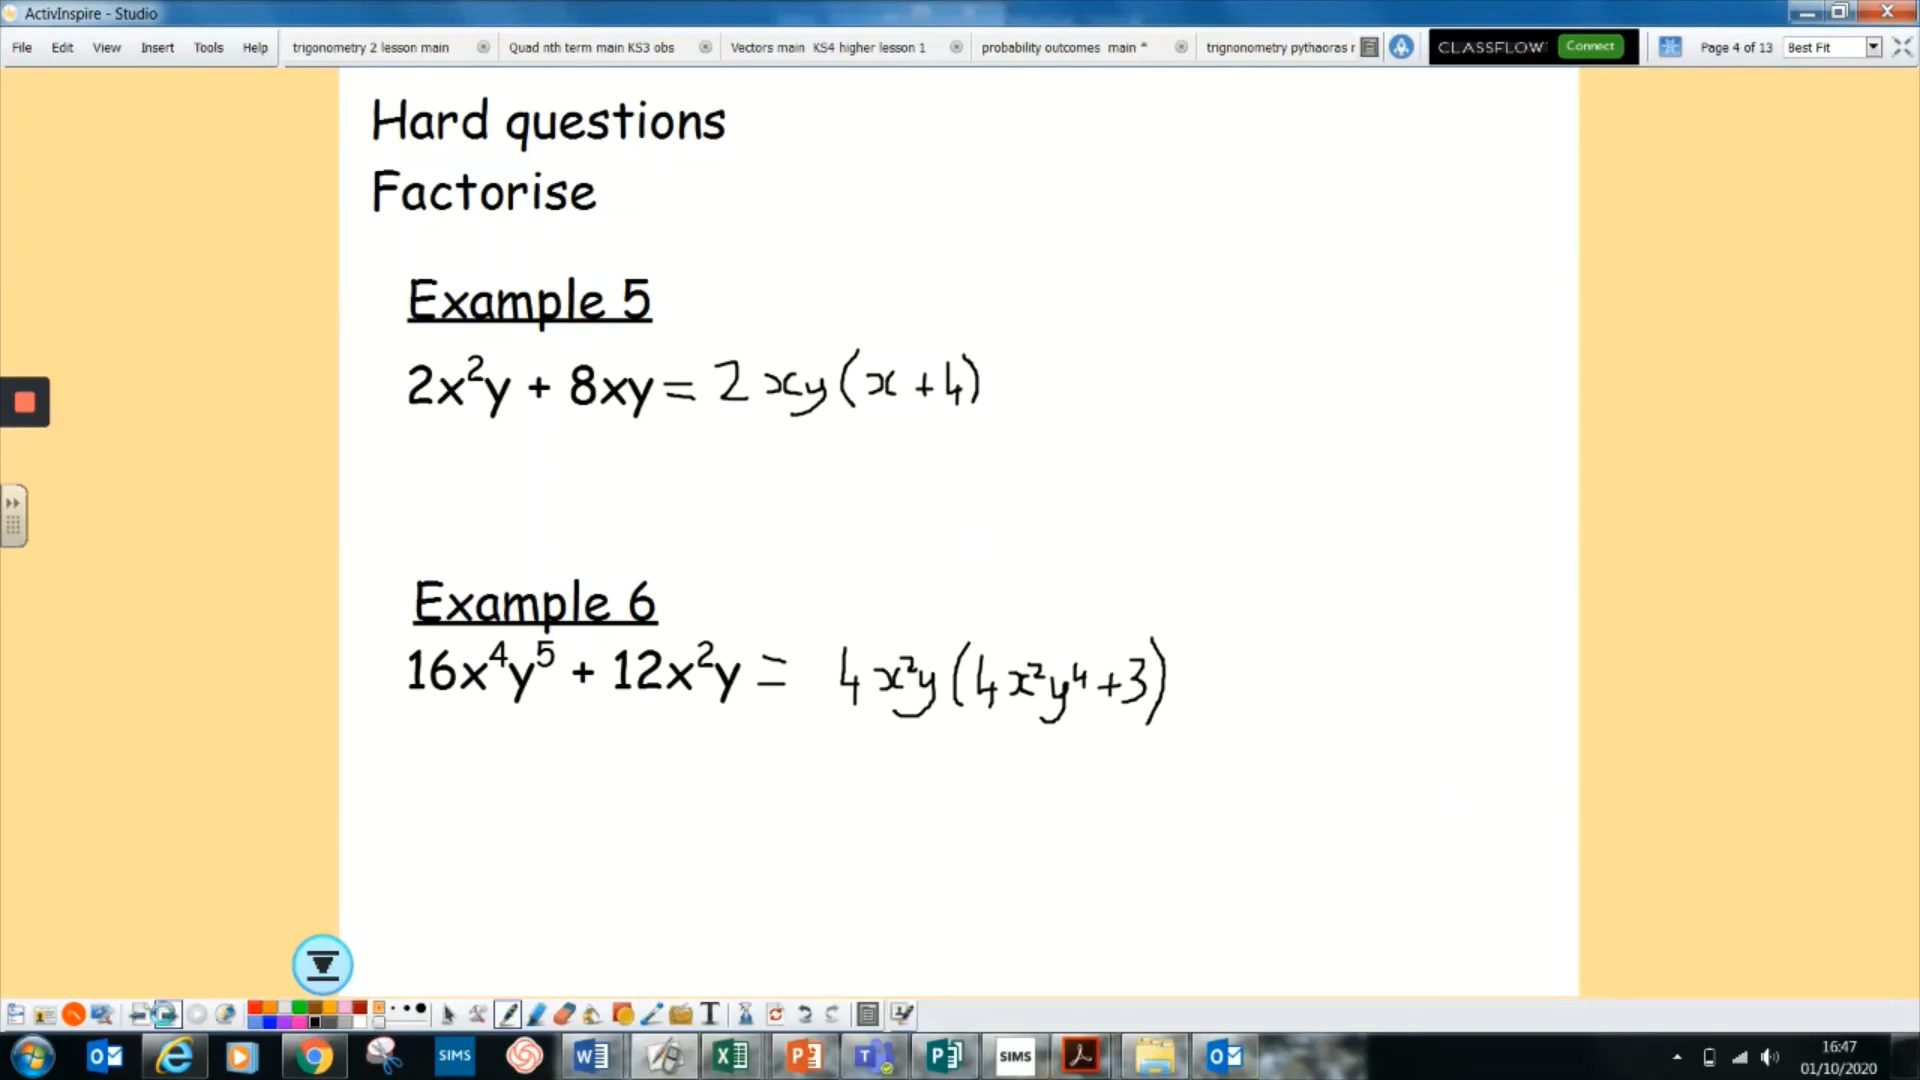 ActivInspire - Studio
File Edit View Insert Tools Help trigonometry 2 lesson main Quad nth term main KS3 obs Vectors main KS4 higher lesson 1 probability outcomes main * trignonometry pythaoras r CLASSFLOW Connect Page 4 of 13 Best Fit
Hard questions
Factorise
Example 5
2x²y + 8xy = 2xy(x + 4)
Example 6
16x⁴y⁵ + 12x²y = 4x²y(4x²y⁴ + 3)
SIMS SIMS
16:47
01/10/2020